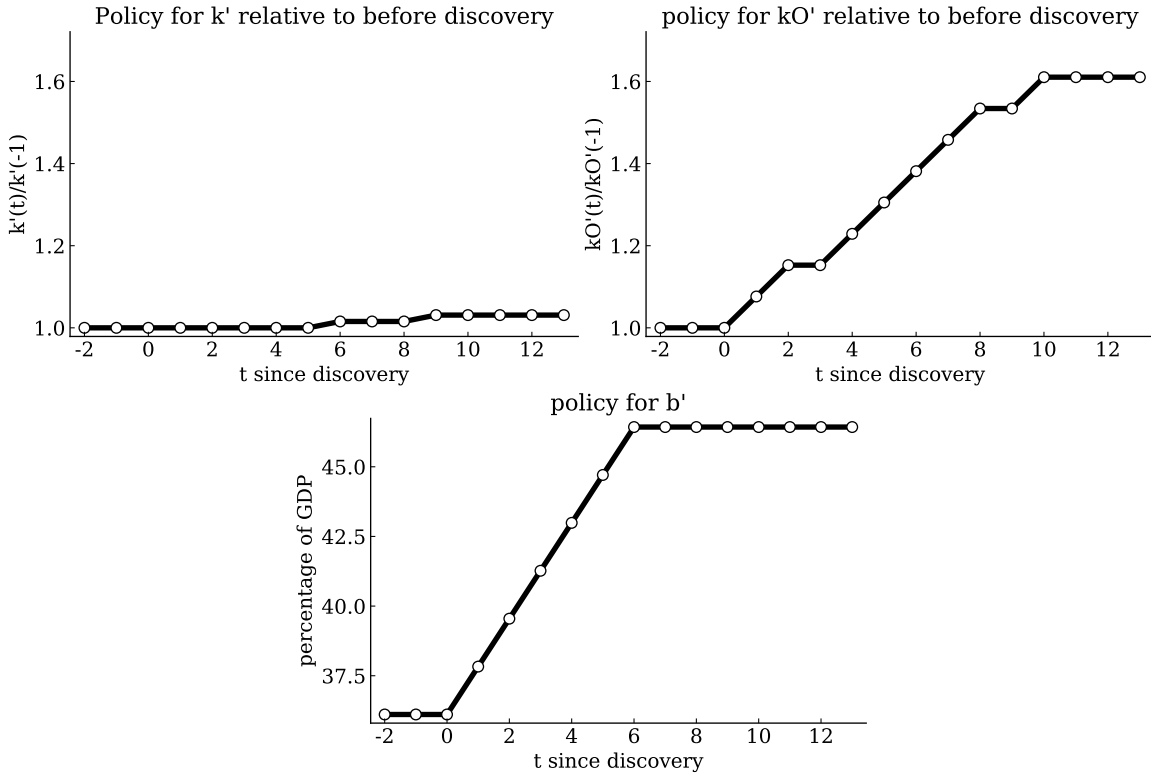 Policy for k' relative to before discovery
k'(t)/k'(-1)
1.6
1.4
1.2
1.0
-2 0 2 4 6 8 10 12
t since discovery
policy for kO' relative to before discovery
kO'(t)/kO'(-1)
1.6
1.4
1.2
1.0
-2 0 2 4 6 8 10 12
t since discovery
policy for b'
percentage of GDP
45.0
42.5
40.0
37.5
-2 0 2 4 6 8 10 12
t since discovery